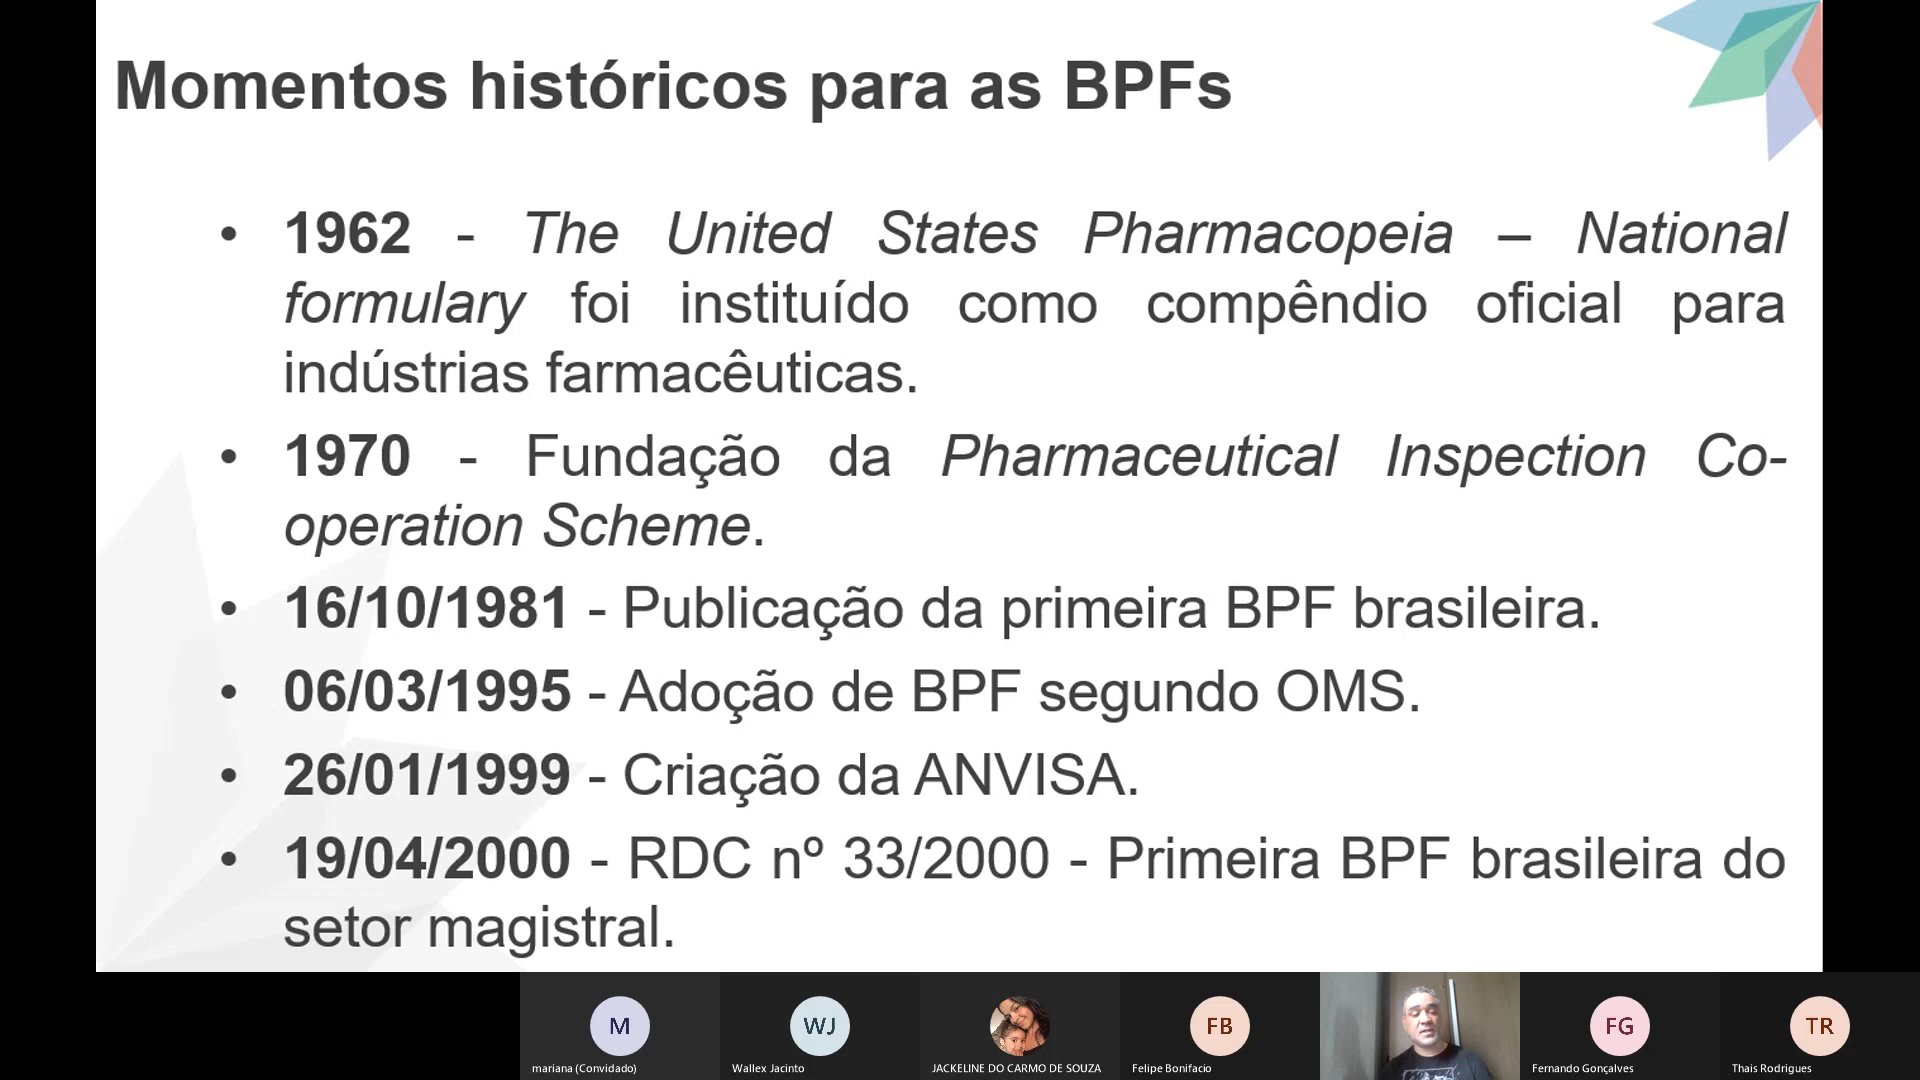 Momentos históricos para as BPFs
• 1962 - The United States Pharmacopeia – National
formulary foi instituído como compêndio oficial para
indústrias farmacêuticas.
• 1970 - Fundação da Pharmaceutical Inspection Co-
operation Scheme.
• 16/10/1981 - Publicação da primeira BPF brasileira.
• 06/03/1995 - Adoção de BPF segundo OMS.
• 26/01/1999 - Criação da ANVISA.
• 19/04/2000 - RDC nº 33/2000 - Primeira BPF brasileira do
setor magistral.
M
WJ
FB
FG
TR
mariana (Convidado)
Wallex Jacinto
JACKELINE DO CARMO DE SOUZA
Felipe Bonifacio
Fernando Gonçalves
Thais Rodrigues